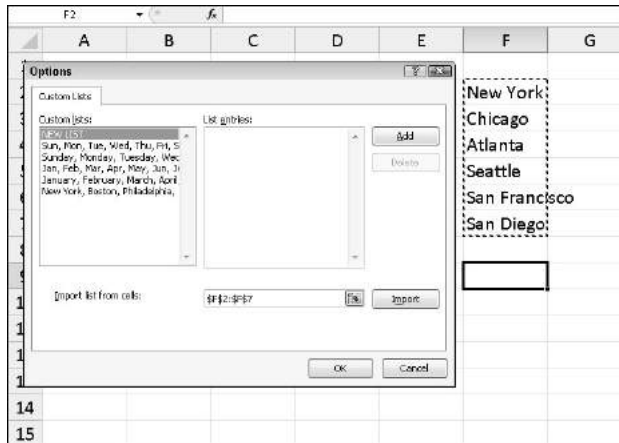 F2 fx
A B C D E F G
Options
Custom Lists
Custom lists: List entries:
NEW LIST
Sun, Mon, Tue, Wed, Thu, Fri, S
Sunday, Monday, Tuesday, Wec
Jan, Feb, Mar, Apr, May, Jun, J
January, February, March, April
New York, Boston, Philadelphia,
Add
Delete
Import list from cells: $F$2:$F$7 Import
OK Cancel
New York
Chicago
Atlanta
Seattle
San Francisco
San Diego
14
15